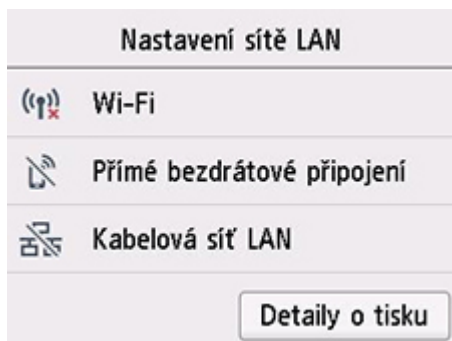 Nastavení sítě LAN
Wi-Fi
Přímé bezdrátové připojení
Kabelová síť LAN
Detaily o tisku